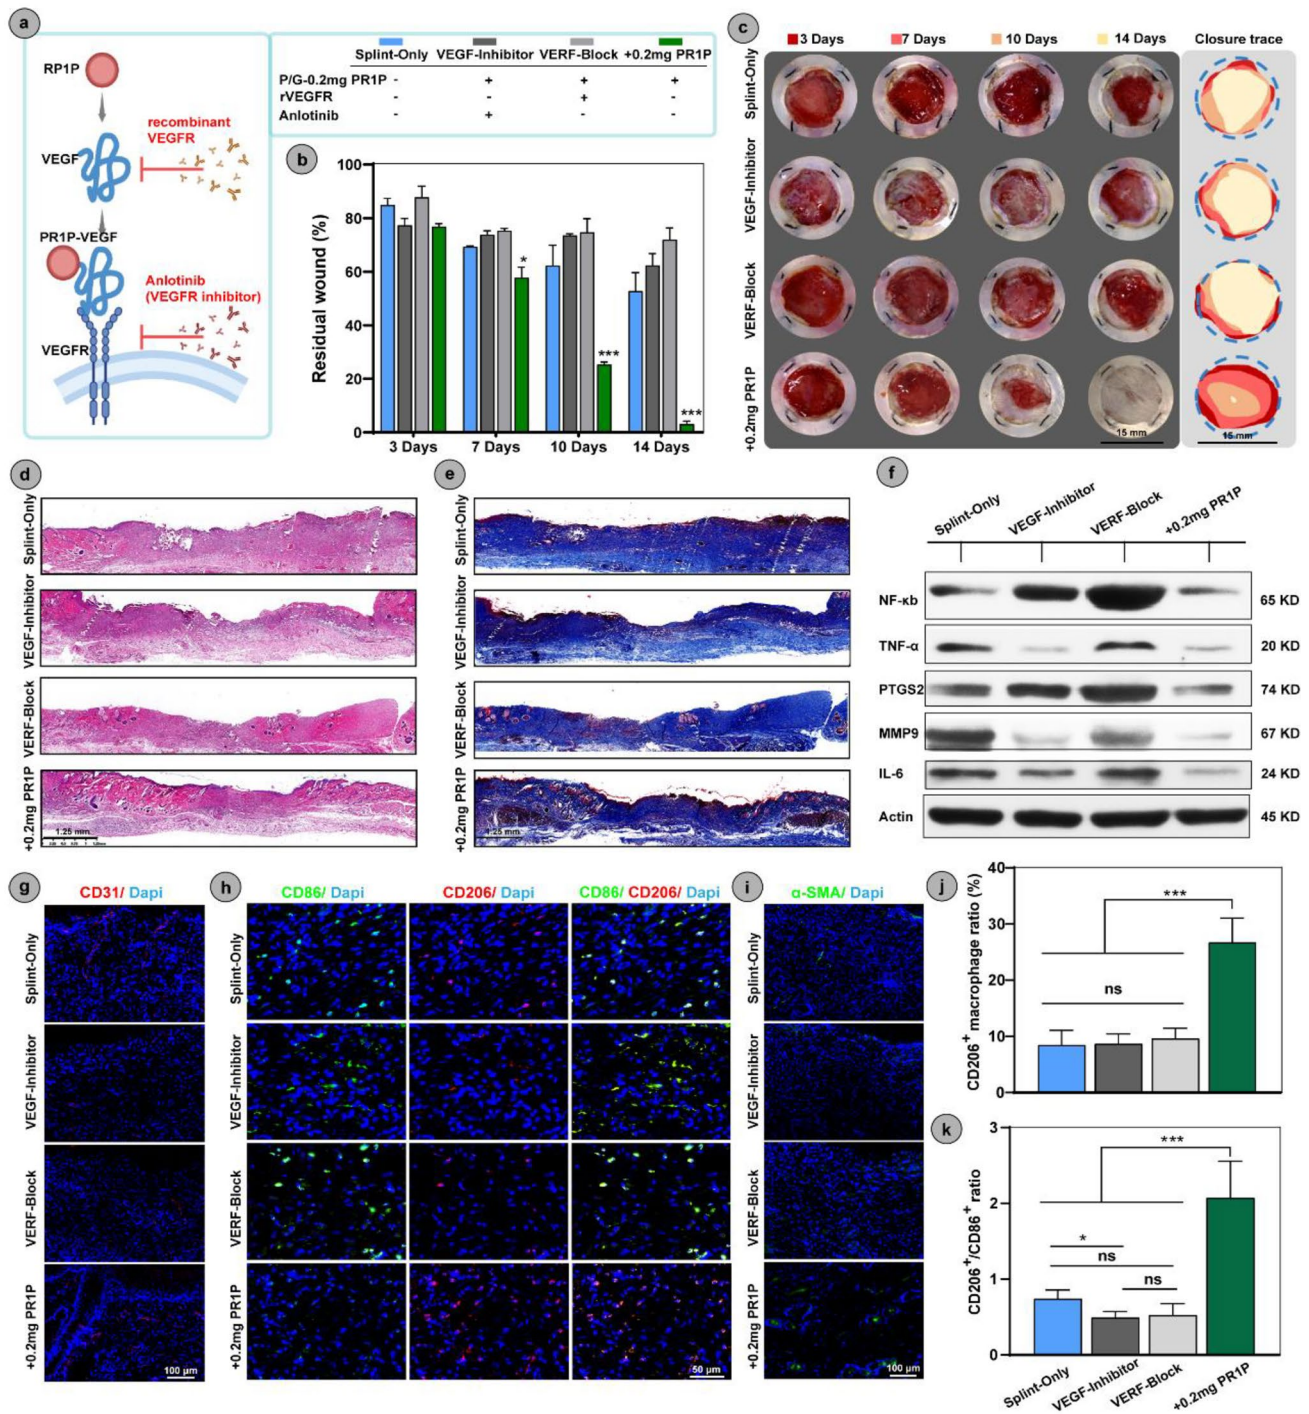 a
RP1P
VEGF
recombinant
VEGFR
PR1P-VEGF
Anlotinib
(VEGFR inhibitor)
VEGFR
Splint-Only VEGF-Inhibitor VERF-Block +0.2mg PR1P
P/G-0.2mg PR1P - + + +
rVEGFR - - + -
Anlotinib - + - -
b
Residual wound (%)
100
80
60
40
20
0
*
***
***
3 Days 7 Days 10 Days 14 Days
c
3 Days 7 Days 10 Days 14 Days Closure trace
Splint-Only
VEGF-Inhibitor
VERF-Block
+0.2mg PR1P
15 mm
15 mm
d
Splint-Only
VEGF-Inhibitor
VERF-Block
+0.2mg PR1P
1.25 mm
e
Splint-Only
VEGF-Inhibitor
VERF-Block
+0.2mg PR1P
1.25 mm
f
Splint-Only VEGF-Inhibitor VERF-Block +0.2mg PR1P
NF-κb 65 KD
TNF-α 20 KD
PTGS2 74 KD
MMP9 67 KD
IL-6 24 KD
Actin 45 KD
g
CD31/ Dapi
Splint-Only
VEGF-Inhibitor
VERF-Block
+0.2mg PR1P
100 μm
h
CD86/ Dapi CD206/ Dapi CD86/ CD206/ Dapi
Splint-Only
VEGF-Inhibitor
VERF-Block
+0.2mg PR1P
50 μm
i
α-SMA/ Dapi
Splint-Only
VEGF-Inhibitor
VERF-Block
+0.2mg PR1P
100 μm
j
CD206+ macrophage ratio (%)
40
30
20
10
0
***
ns
k
CD206+/CD86+ ratio
3
2
1
0
***
*
ns
ns
Splint-Only VEGF-Inhibitor VERF-Block +0.2mg PR1P